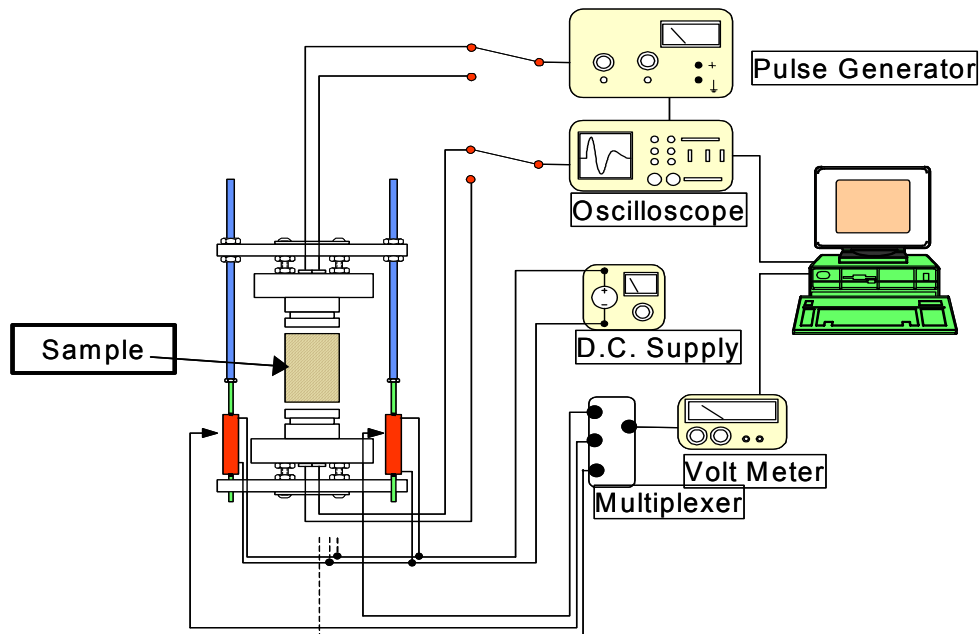 Pulse Generator
Oscilloscope
Sample
D.C. Supply
Volt Meter
Multiplexer